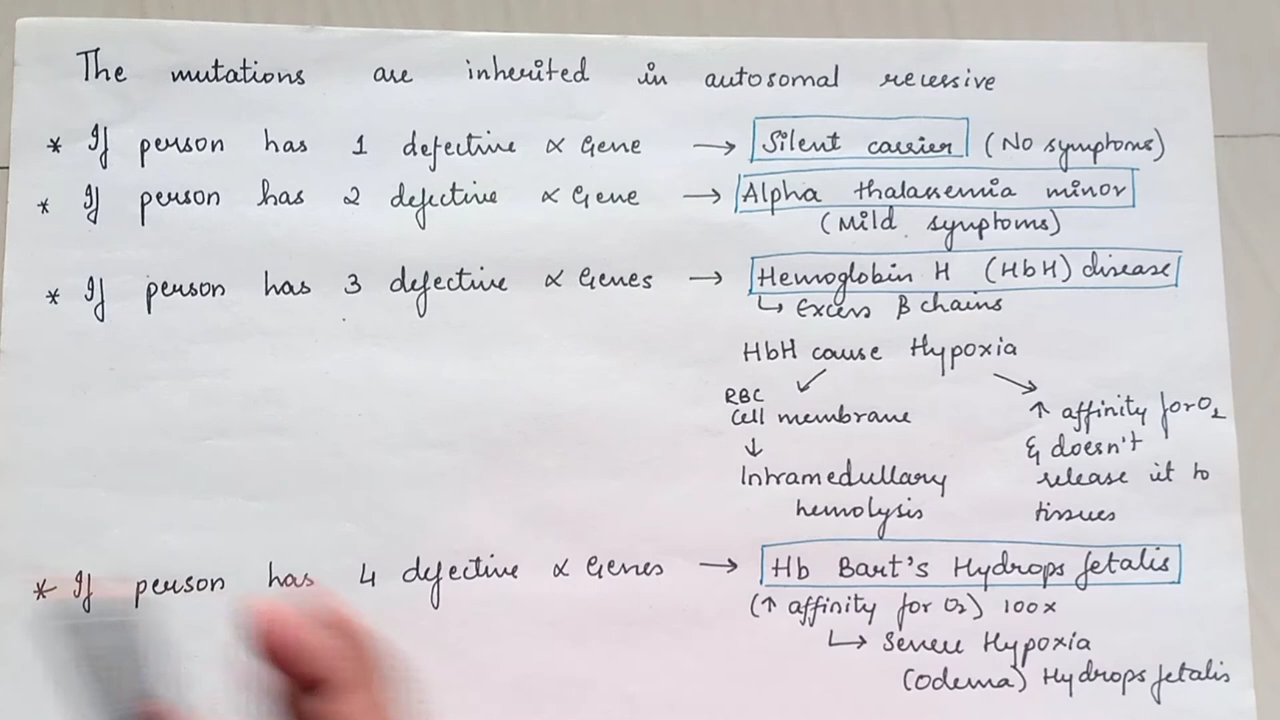 The mutations are inherited in autosomal recessive
* If person has 1 defective α Gene → Silent carrier (No symptoms)
* If person has 2 defective α Gene → Alpha thalassemia minor
(Mild symptoms)
* If person has 3 defective α Genes → Hemoglobin H (HbH) disease
↳ Excess β chains
HbH cause Hypoxia
RBC
Cell membrane
↓
Intramedullary
hemolysis
↑ affinity for O2
& doesn't
release it to
tissues
* If person has 4 defective α Genes → Hb Bart's Hydrops fetalis
(↑ affinity for O2) 100x
↳ Severe Hypoxia
(odema) Hydrops fetalis